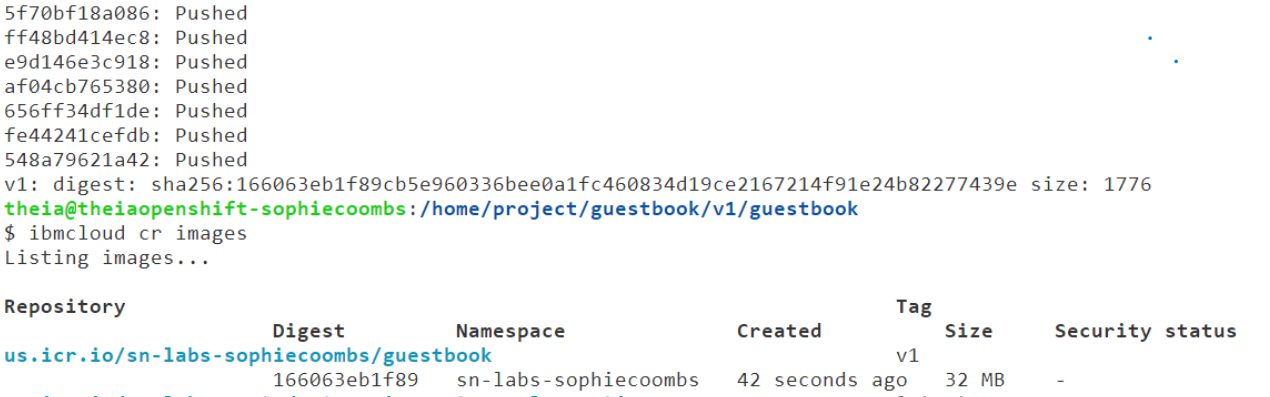 5f70bf18a086: Pushed
ff48bd414ec8: Pushed
e9d146e3c918: Pushed
af04cb765380: Pushed
656ff34df1de: Pushed
fe44241cefdb: Pushed
548a79621a42: Pushed
v1: digest: sha256:166063eb1f89cb5e960336bee0a1fc460834d19ce2167214f91e24b82277439e size: 1776
theia@theiaopenshift-sophiecoombs:/home/project/guestbook/v1/guestbook
$ ibmcloud cr images
Listing images...
Repository Tag
Digest Namespace Created Size Security status
us.icr.io/sn-labs-sophiecoombs/guestbook v1
166063eb1f89 sn-labs-sophiecoombs 42 seconds ago 32 MB -